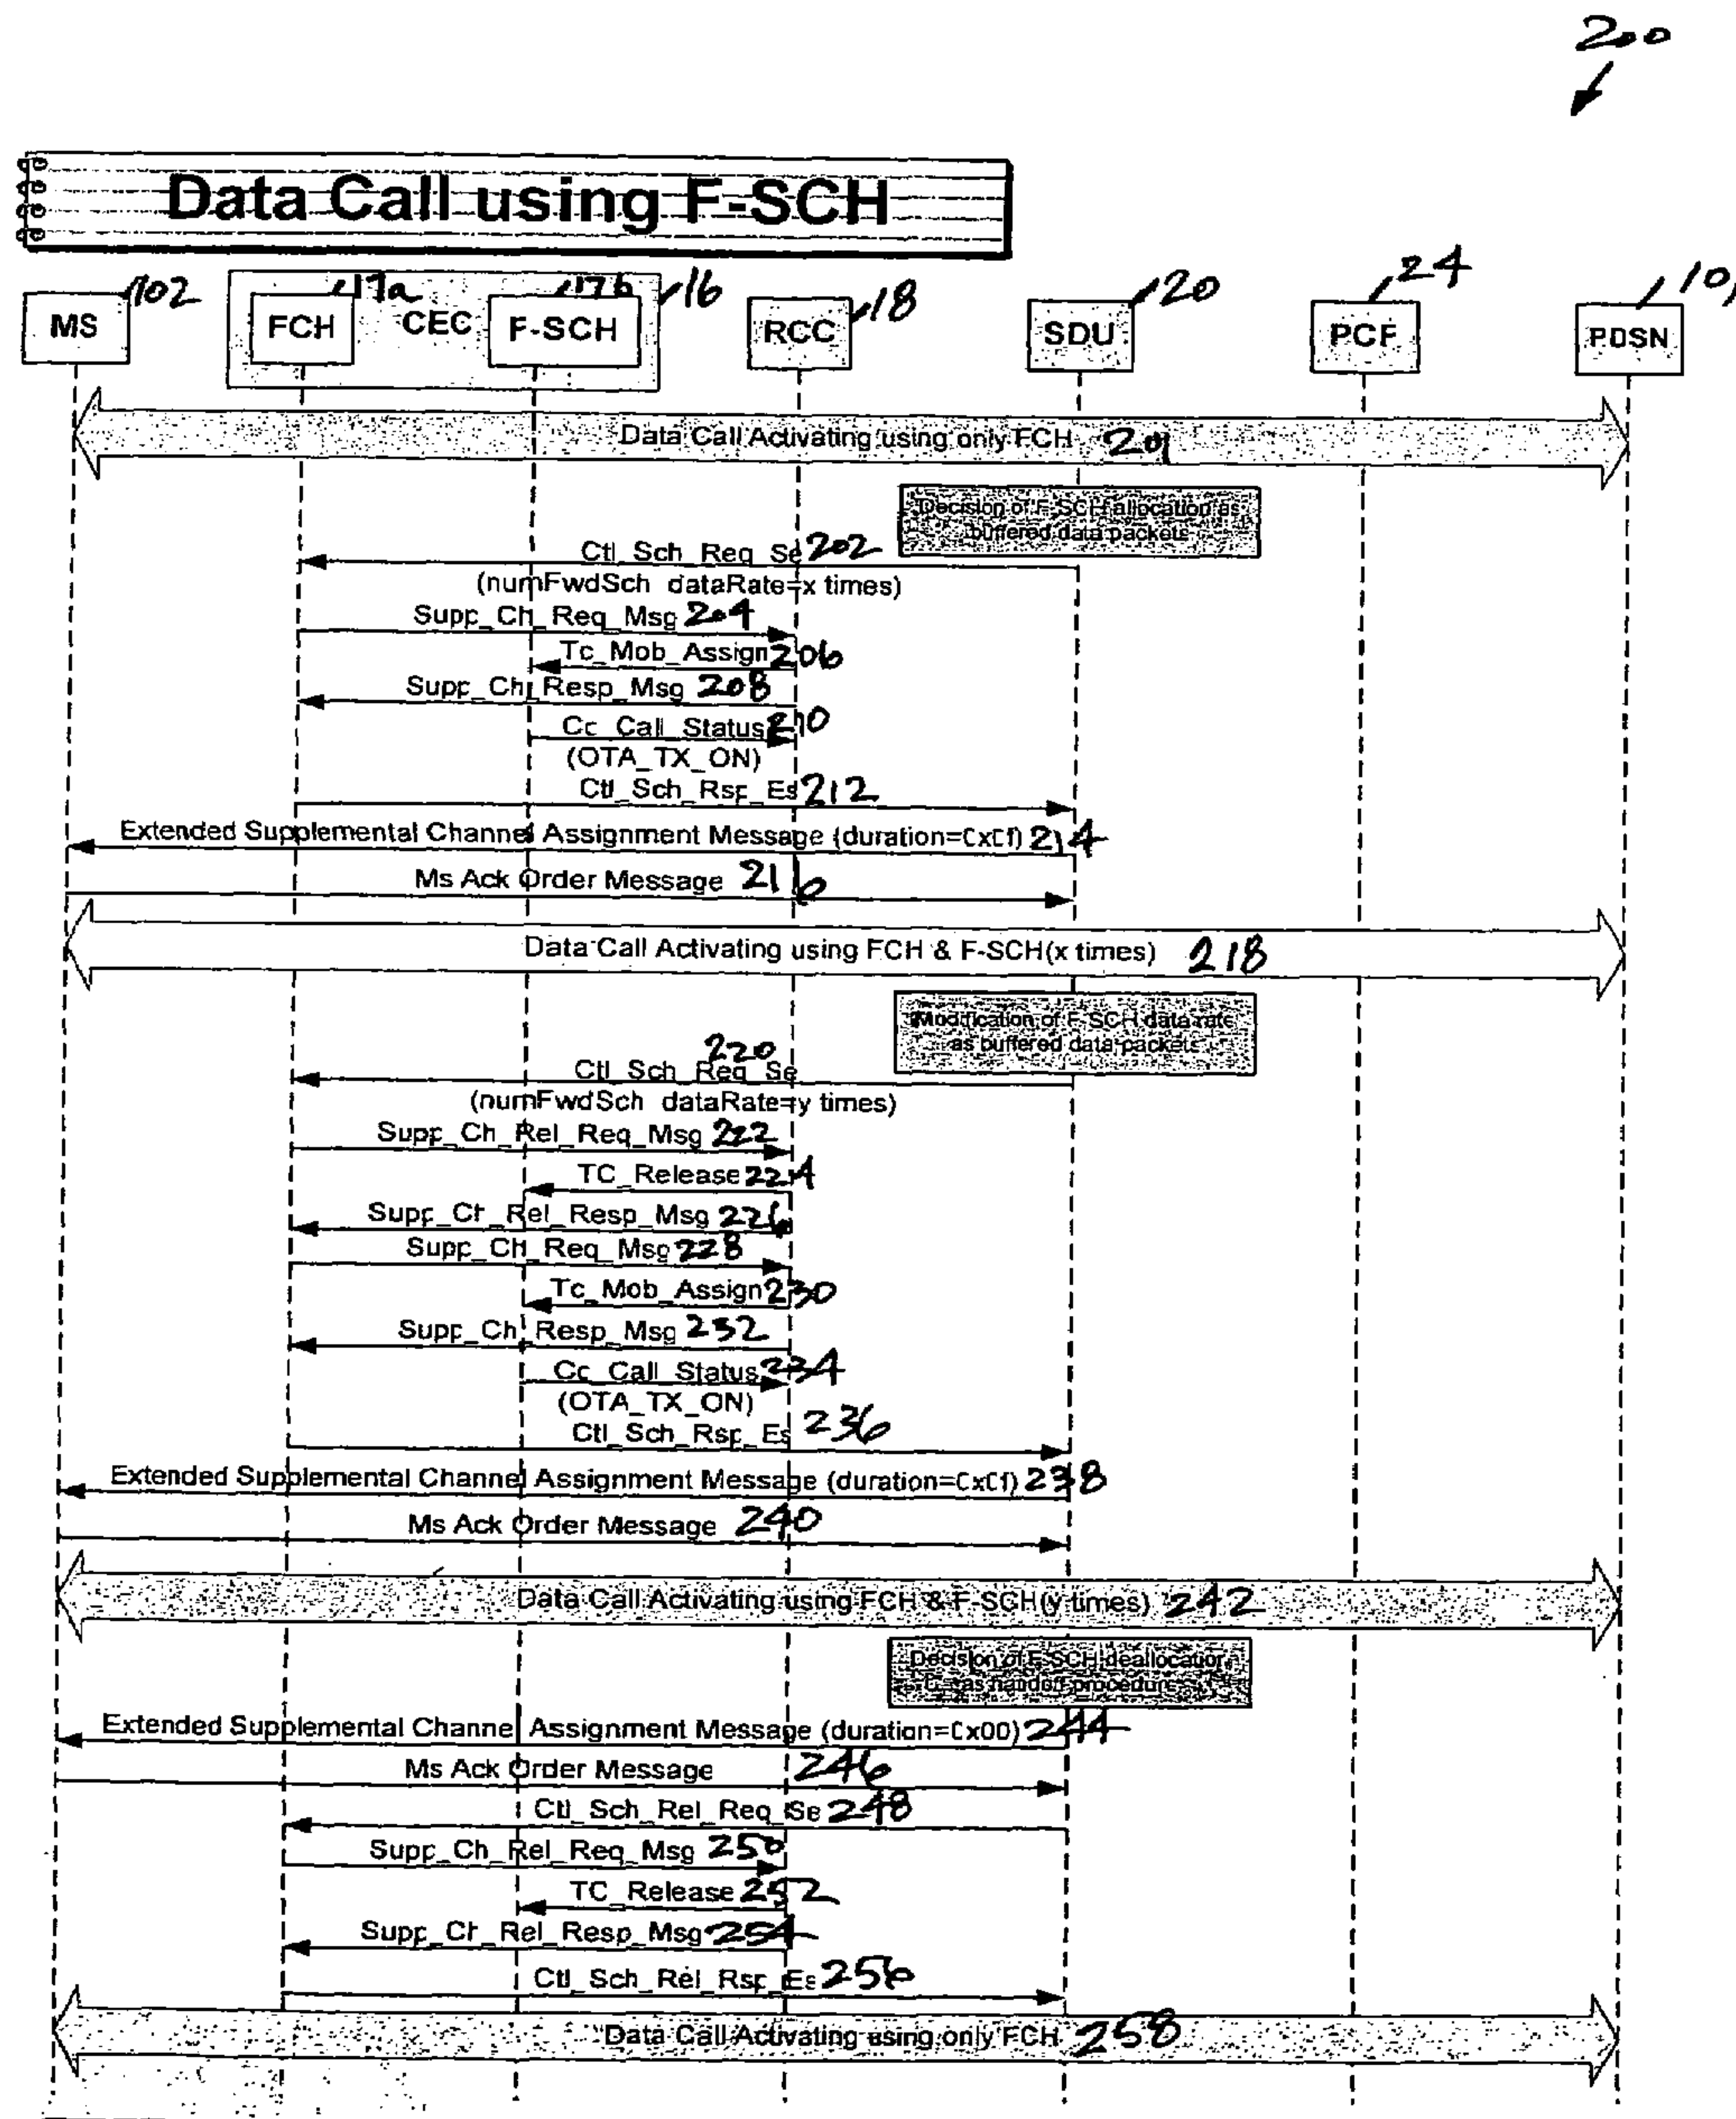 200
Data Call using F-SCH
102 17a 17b 16 18 20 24 10
MS FCH CEC F-SCH RCC SDU PCF PDSN
Data Call Activating using only FCH 201
Decision of F-SCH allocation as
buffered data packets
Ctl_Sch_Req_Se 202
(numFwdSch dataRate=x times)
Supp_Ch_Req_Msg 204
Tc_Mob_Assign 206
Supp_Ch_Resp_Msg 208
Cc_Call_Status 210
(OTA_TX_ON)
Ctl_Sch_Rsp_Es 212
Extended Supplemental Channel Assignment Message (duration=0x0f) 214
Ms Ack Order Message 216
Data Call Activating using FCH & F-SCH(x times) 218
Modification of F-SCH data rate
as buffered data packets
220
Ctl_Sch_Req_Se
(numFwdSch dataRate=y times)
Supp_Ch_Rel_Req_Msg 222
TC_Release 224
Supp_Ch_Rel_Resp_Msg 226
Supp_Ch_Req_Msg 228
Tc_Mob_Assign 230
Supp_Ch_Resp_Msg 232
Cc_Call_Status 234
(OTA_TX_ON)
Ctl_Sch_Rsp_Es 236
Extended Supplemental Channel Assignment Message (duration=0x0f) 238
Ms Ack Order Message 240
Data Call Activating using FCH & F-SCH(y times) 242
Decision of F-SCH deallocation
as handoff procedure
Extended Supplemental Channel Assignment Message (duration=0x00) 244
Ms Ack Order Message 246
Ctl_Sch_Rel_Req_Se 248
Supp_Ch_Rel_Req_Msg 250
TC_Release 252
Supp_Ch_Rel_Resp_Msg 254
Ctl_Sch_Rel_Rsp_Es 256
Data Call Activating using only FCH 258